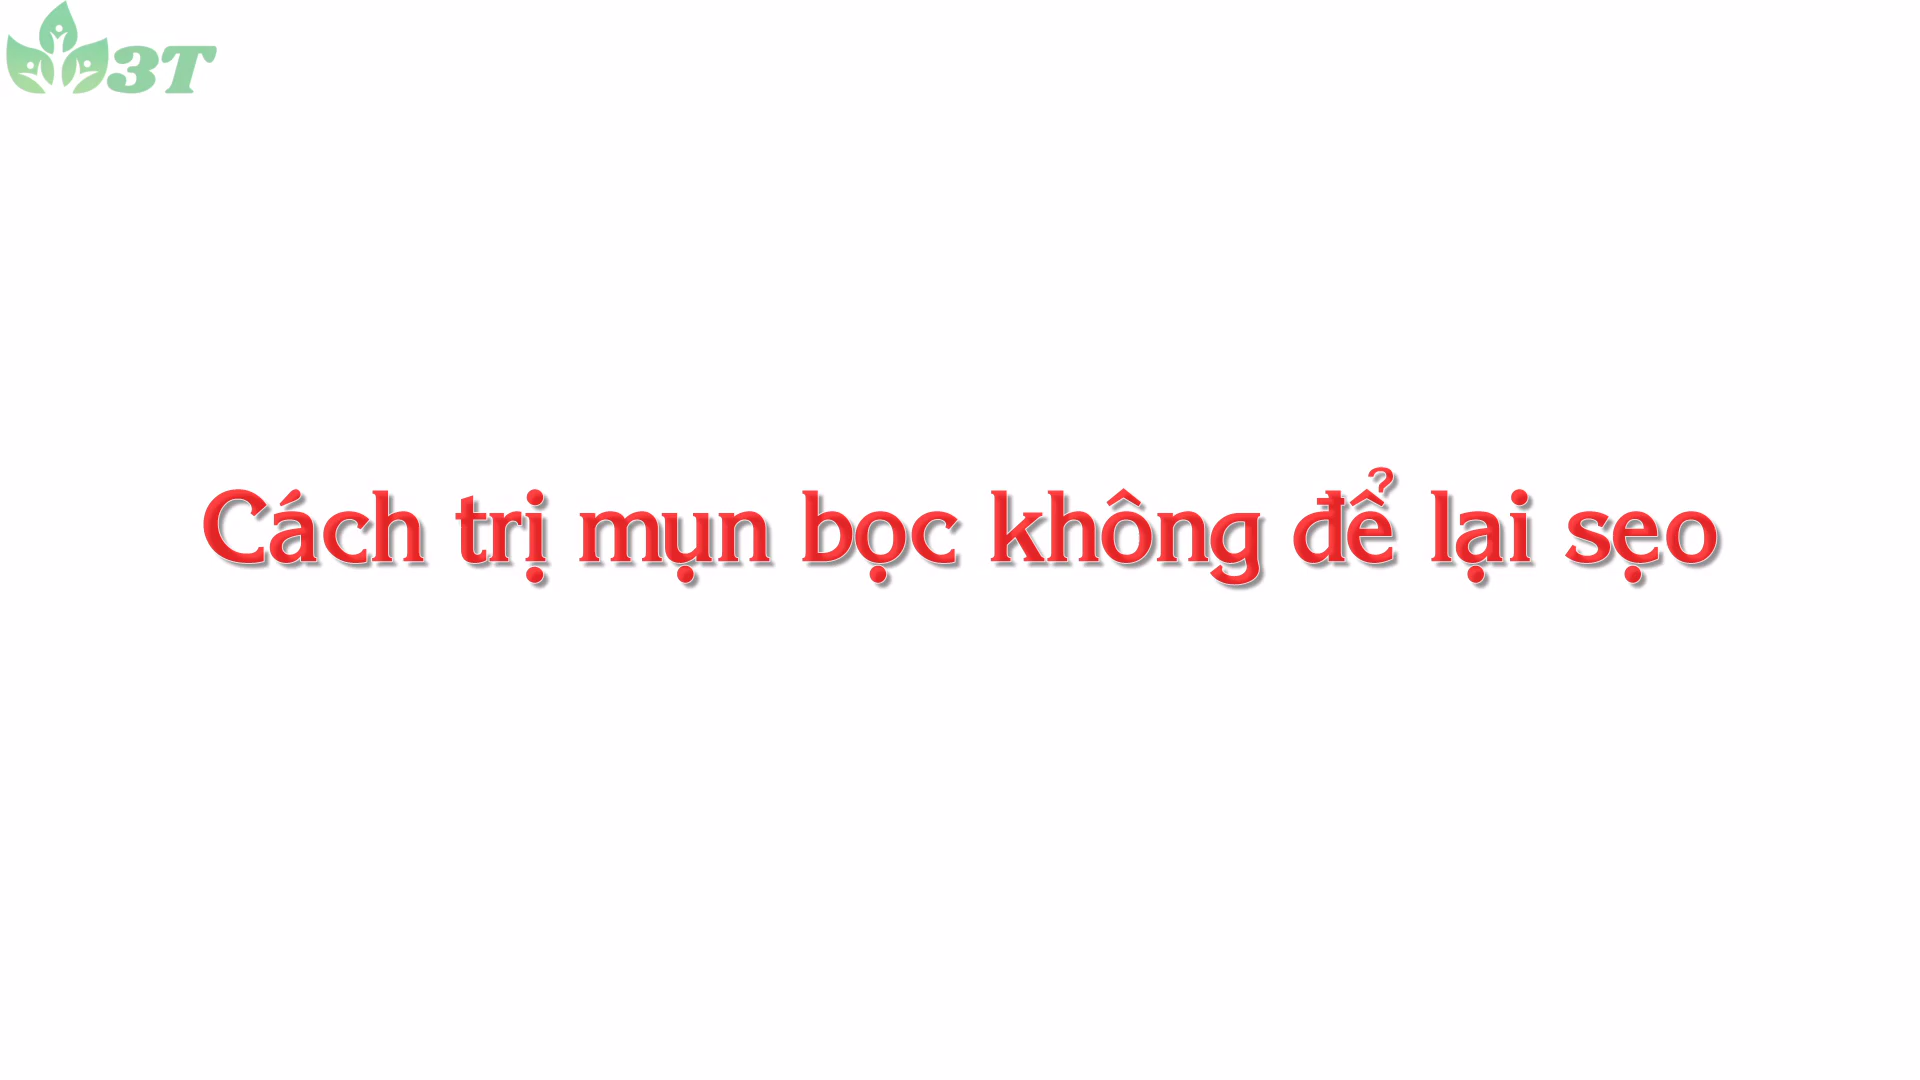 3T
Cách trị mụn bọc không để lại sẹo